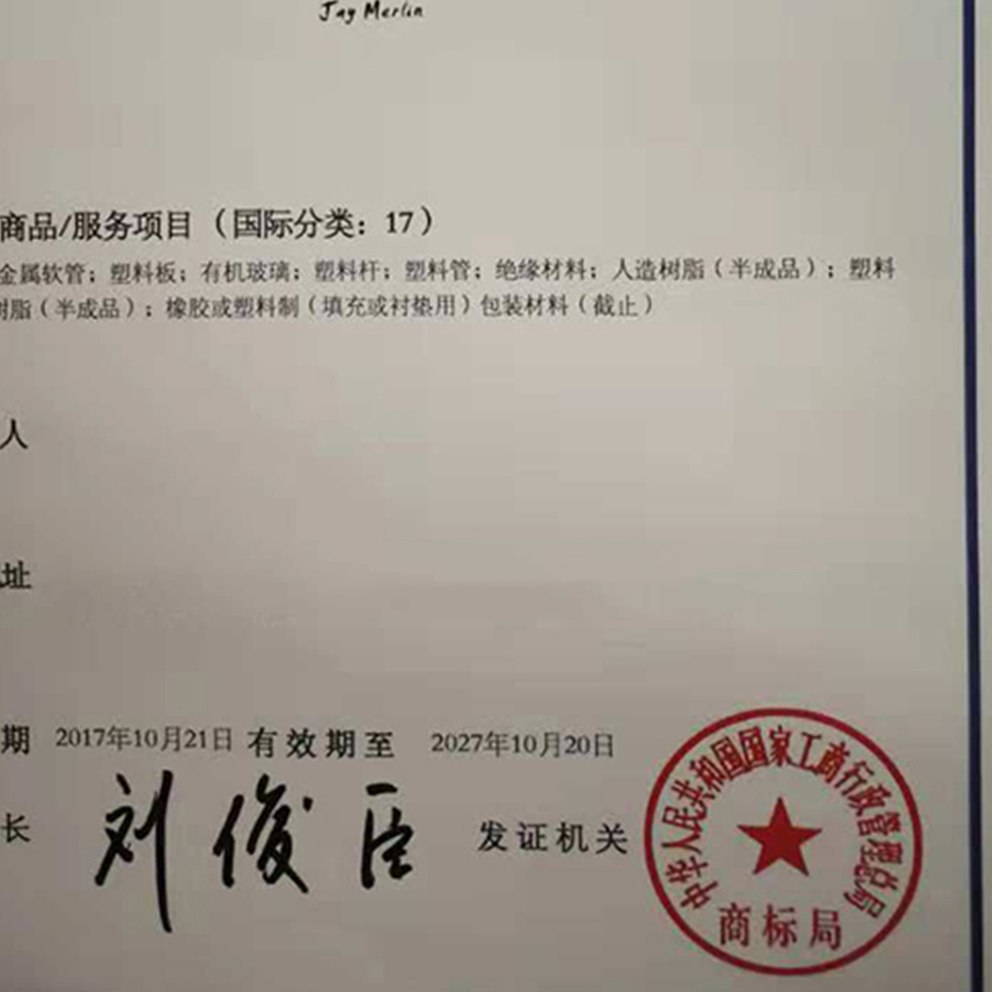 Jay Merlin
商品/服务项目（国际分类：17）
金属软管；塑料板；有机玻璃；塑料杆；塑料管；绝缘材料；人造树脂（半成品）；塑料
树脂（半成品）；橡胶或塑料制（填充或衬垫用）包装材料（截止）
人
址
期 2017年10月21日 有效期至 2027年10月20日
长 刘俊臣 发证机关
中华人民共和国国家工商行政管理总局
商标局